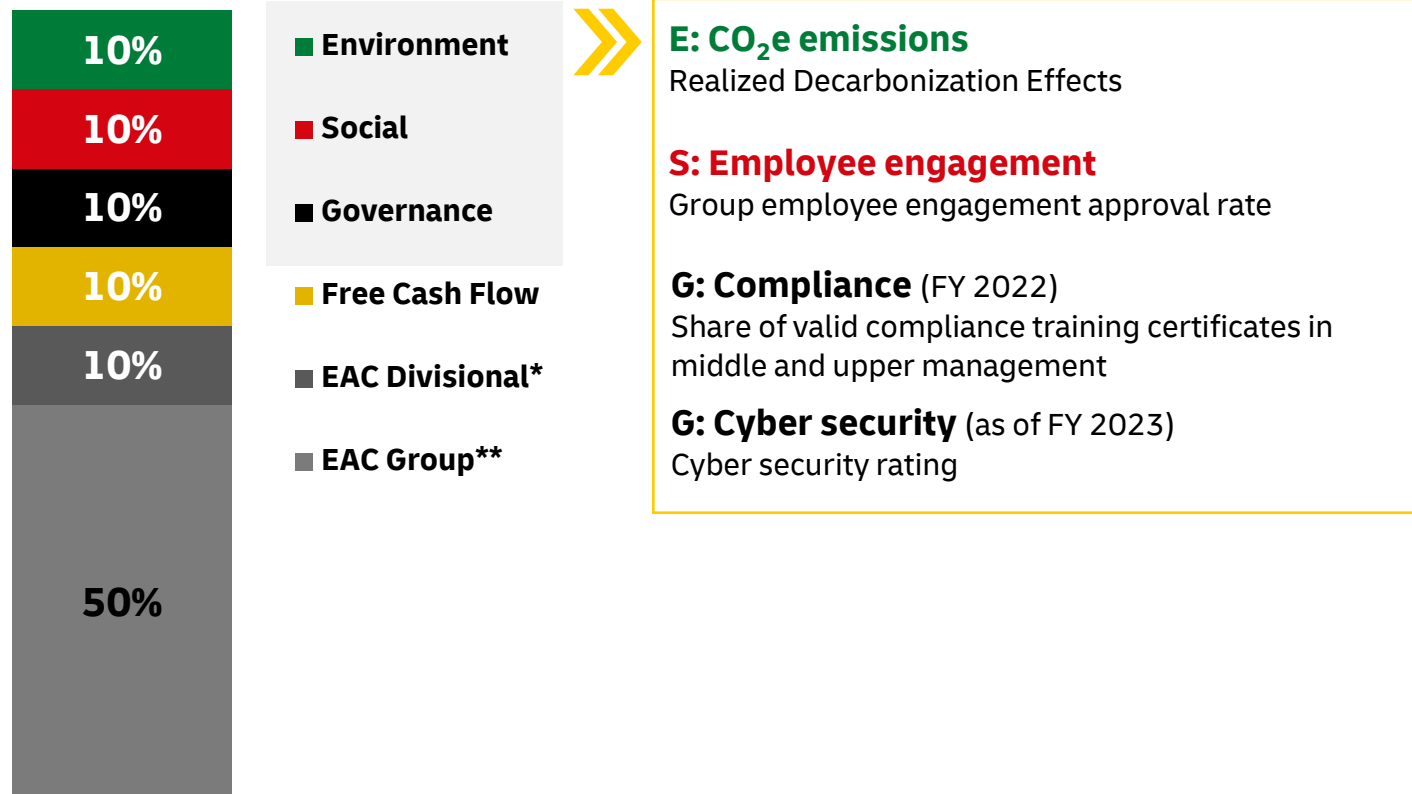 10%
10%
10%
10%
10%
50%
Environment
Social
Governance
Free Cash Flow
EAC Divisional*
EAC Group**
E: CO₂e emissions
Realized Decarbonization Effects
S: Employee engagement
Group employee engagement approval rate
G: Compliance (FY 2022)
Share of valid compliance training certificates in
middle and upper management
G: Cyber security (as of FY 2023)
Cyber security rating